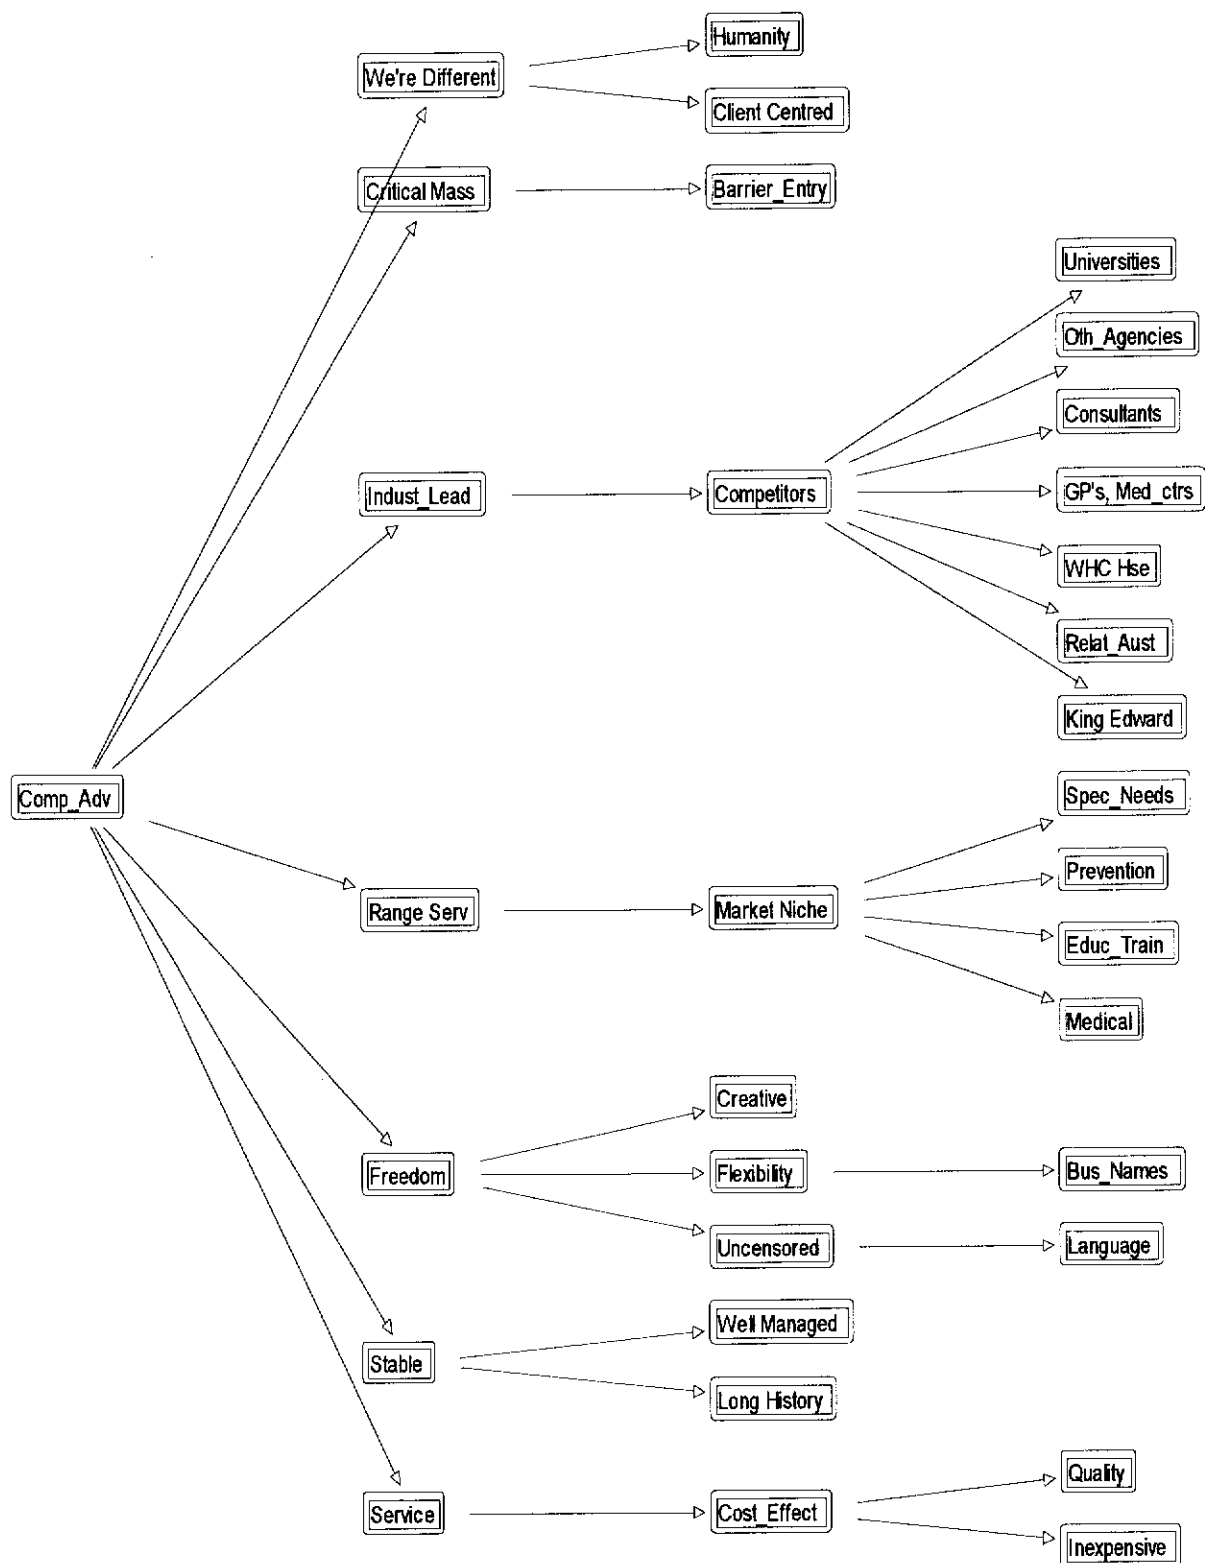 Humanity
We're Different
Client Centred
Critical Mass
Barrier_Entry
Universities
Oth_Agencies
Consultants
Indust_Lead
Competitors
GP's, Med_ctrs
WHC Hse
Relat_Aust
King Edward
Comp_Adv
Spec_Needs
Prevention
Range Serv
Market Niche
Educ_Train
Medical
Creative
Freedom
Flexibility
Bus_Names
Uncensored
Language
Well Managed
Stable
Long History
Quality
Service
Cost_Effect
Inexpensive